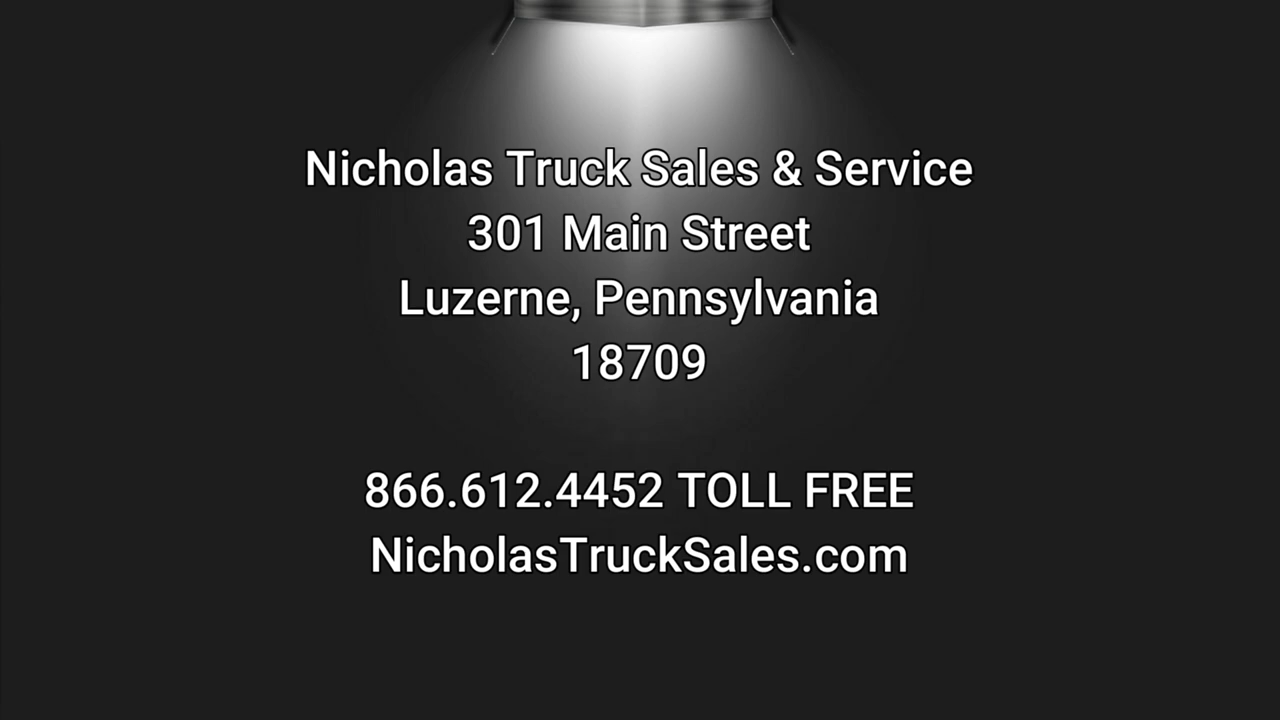 Nicholas Truck Sales & Service
301 Main Street
Luzerne, Pennsylvania
18709
866.612.4452 TOLL FREE
NicholasTruckSales.com